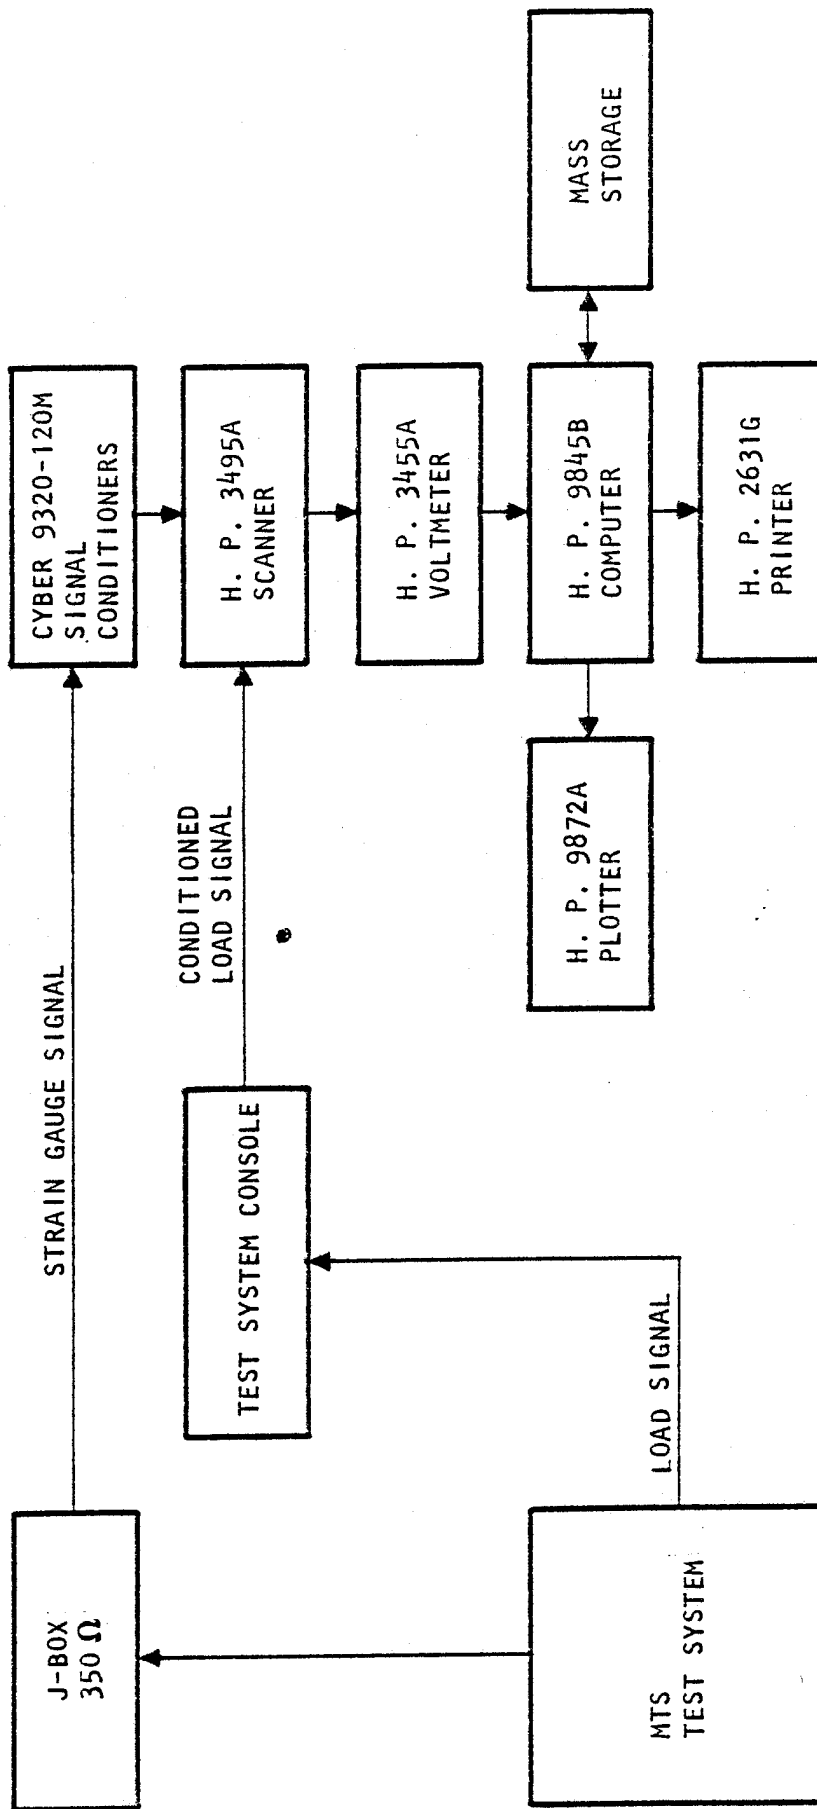 J-BOX
350 Ω
STRAIN GAUGE SIGNAL
CYBER 9320-120M
SIGNAL
CONDITIONERS
TEST SYSTEM CONSOLE
CONDITIONED
LOAD SIGNAL
H. P. 3495A
SCANNER
H. P. 3455A
VOLTMETER
MTS
TEST SYSTEM
LOAD SIGNAL
H. P. 9872A
PLOTTER
H. P. 9845B
COMPUTER
MASS
STORAGE
H. P. 2631G
PRINTER